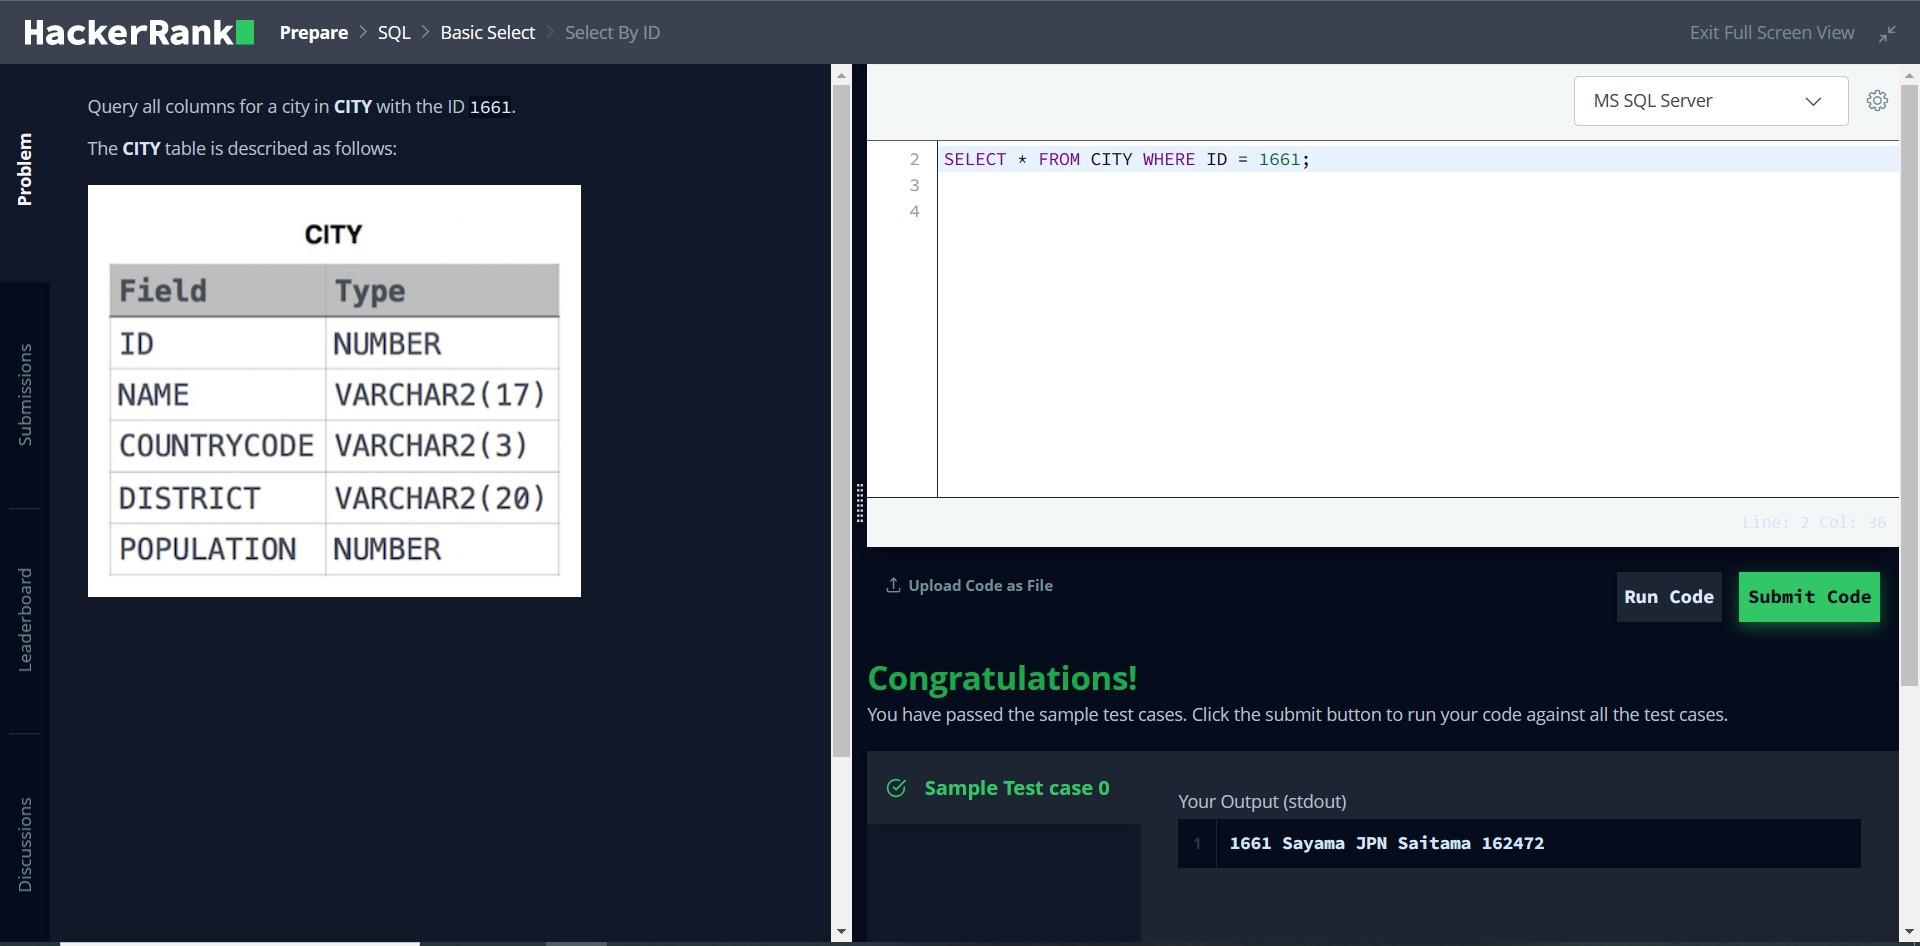 HackerRank Prepare > SQL > Basic Select > Select By ID Exit Full Screen View
Problem
Submissions
Leaderboard
Discussions
Query all columns for a city in CITY with the ID 1661.
The CITY table is described as follows:
CITY
Field Type
ID NUMBER
NAME VARCHAR2(17)
COUNTRYCODE VARCHAR2(3)
DISTRICT VARCHAR2(20)
POPULATION NUMBER
MS SQL Server
2 SELECT * FROM CITY WHERE ID = 1661;
3
4
Line: 2 Col: 36
Upload Code as File
Run Code Submit Code
Congratulations!
You have passed the sample test cases. Click the submit button to run your code against all the test cases.
Sample Test case 0
Your Output (stdout)
1 1661 Sayama JPN Saitama 162472